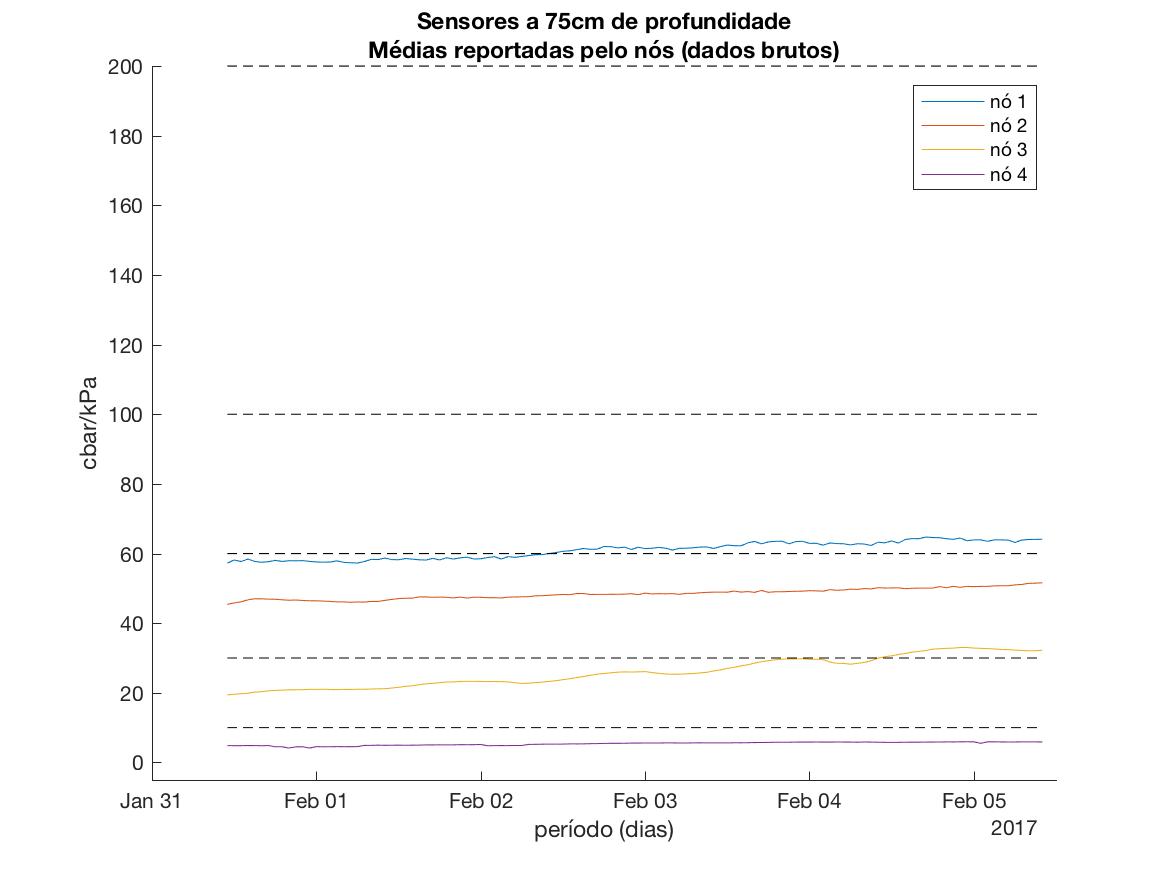 Sensores a 75cm de profundidade
Médias reportadas pelo nós (dados brutos)
200
180
160
140
120
100
80
60
40
20
0
cbar/kPa
nó 1
nó 2
nó 3
nó 4
Jan 31 Feb 01 Feb 02 Feb 03 Feb 04 Feb 05
período (dias)
2017